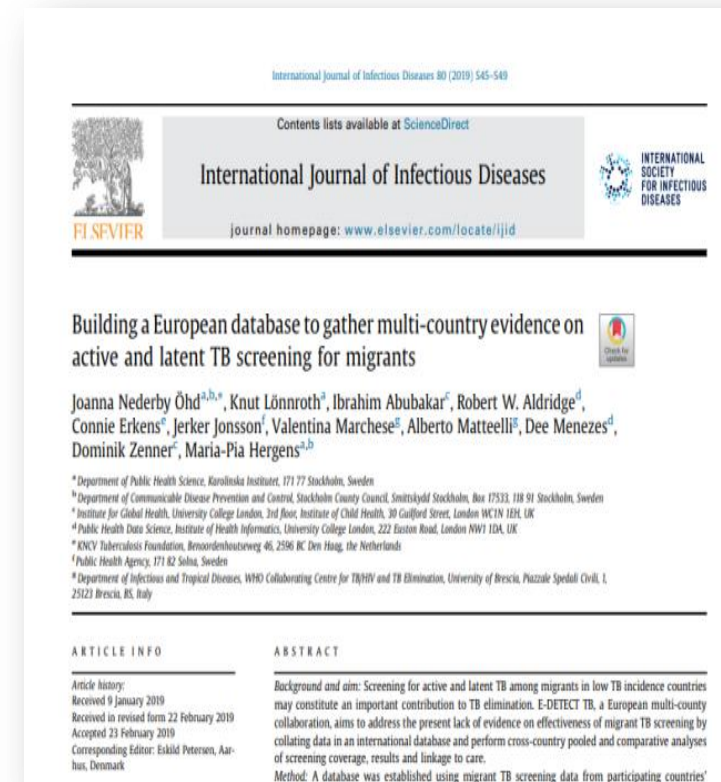 International Journal of Infectious Diseases 80 (2019) 545–549
Contents lists available at ScienceDirect
International Journal of Infectious Diseases
journal homepage: www.elsevier.com/locate/ijid
ELSEVIER
INTERNATIONAL
SOCIETY
FOR INFECTIOUS
DISEASES
Building a European database to gather multi-country evidence on
active and latent TB screening for migrants
Check for
updates
Joanna Nederby Öhd a,b,*, Knut Lönnroth a, Ibrahim Abubakar c, Robert W. Aldridge d,
Connie Erkens e, Jerker Jonsson f, Valentina Marchese g, Alberto Matteelli g, Dee Menezes d,
Dominik Zenner c, Maria-Pia Hergens a,b
a Department of Public Health Science, Karolinska Institutet, 171 77 Stockholm, Sweden
b Department of Communicable Disease Prevention and Control, Stockholm County Council, Smittskydd Stockholm, Box 17533, 118 91 Stockholm, Sweden
c Institute for Global Health, University College London, 3rd floor, Institute of Child Health, 30 Guilford Street, London WC1N 1EH, UK
d Public Health Data Science, Institute of Health Informatics, University College London, 222 Euston Road, London NW1 1DA, UK
e KNCV Tuberculosis Foundation, Benoordenhoutseweg 46, 2596 BC Den Haag, the Netherlands
f Public Health Agency, 171 82 Solna, Sweden
g Department of Infectious and Tropical Diseases, WHO Collaborating Centre for TB/HIV and TB Elimination, University of Brescia, Piazzale Spedali Civili, 1,
25123 Brescia, BS, Italy
ARTICLE INFO
Article history:
Received 9 January 2019
Received in revised form 22 February 2019
Accepted 23 February 2019
Corresponding Editor: Eskild Petersen, Aar-
hus, Denmark
ABSTRACT
Background and aim: Screening for active and latent TB among migrants in low TB incidence countries
may constitute an important contribution to TB elimination. E-DETECT TB, a European multi-county
collaboration, aims to address the present lack of evidence on effectiveness of migrant TB screening by
collating data in an international database and perform cross-country pooled and comparative analyses
of screening coverage, results and linkage to care.
Method: A database was established using migrant TB screening data from participating countries'